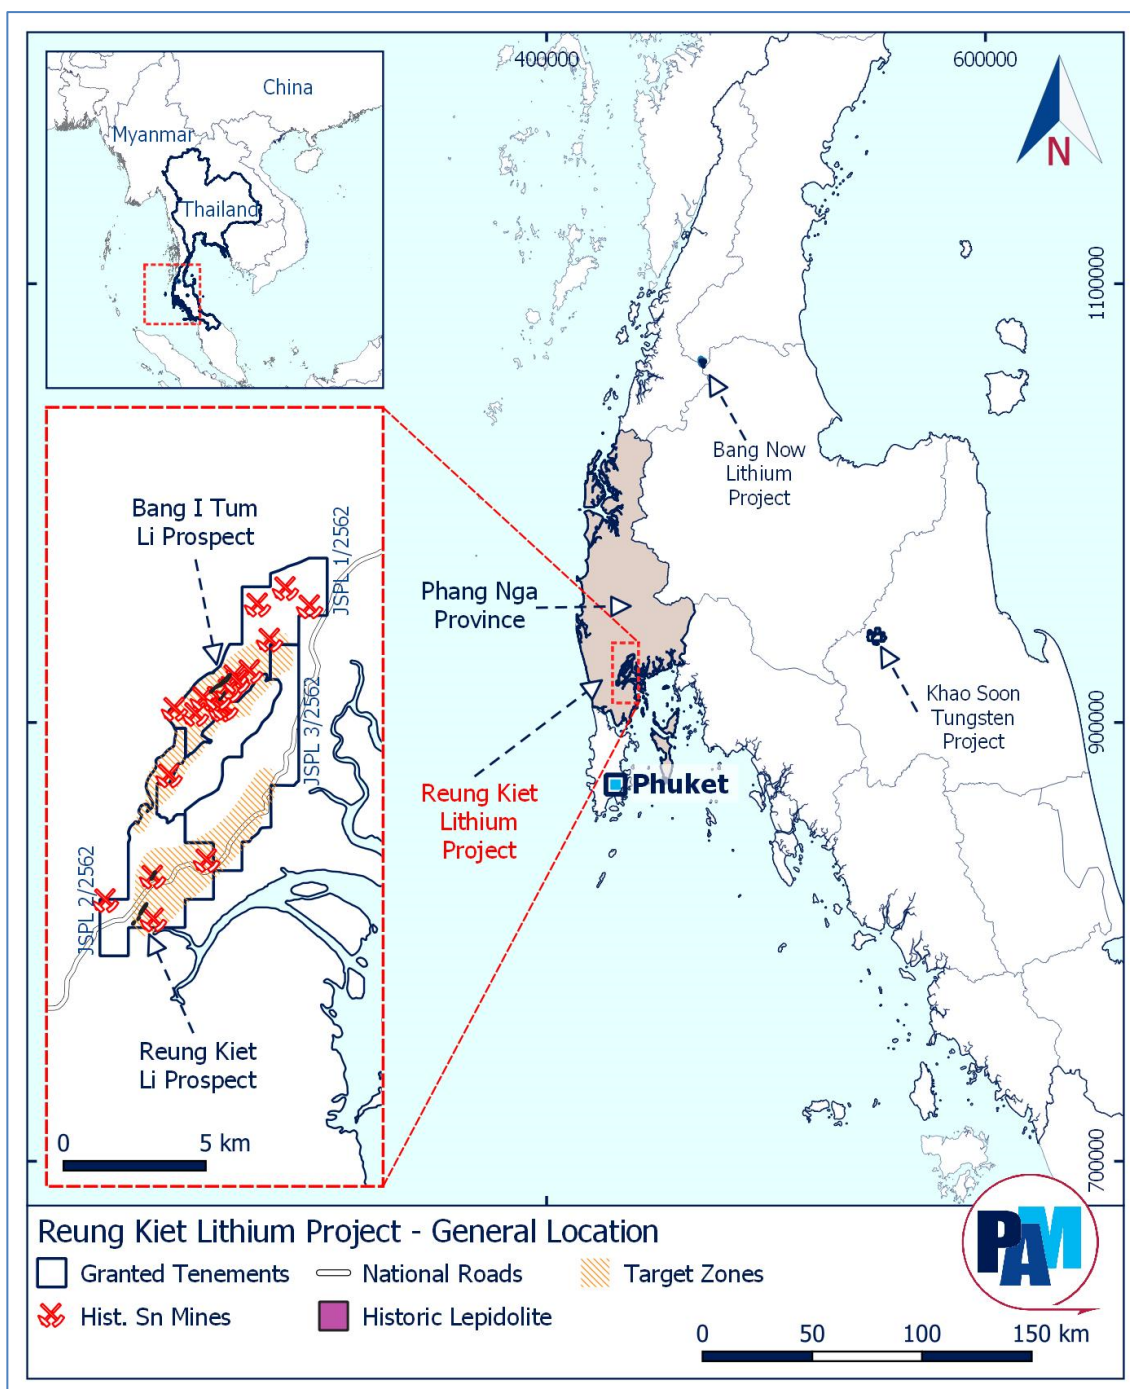 400000
600000
China
Myanmar
Thailand
N
1100000
Bang Now
Lithium
Project
Bang I Tum
Li Prospect
JSPL 1/2562
Phang Nga
Province
Khao Soon
Tungsten
Project
JSPL 3/2562
900000
Phuket
Reung Kiet
Lithium
Project
JSPL 2/2562
Reung Kiet
Li Prospect
0 5 km
700000
Reung Kiet Lithium Project - General Location
Granted Tenements
National Roads
Target Zones
Hist. Sn Mines
Historic Lepidolite
PAM
0 50 100 150 km